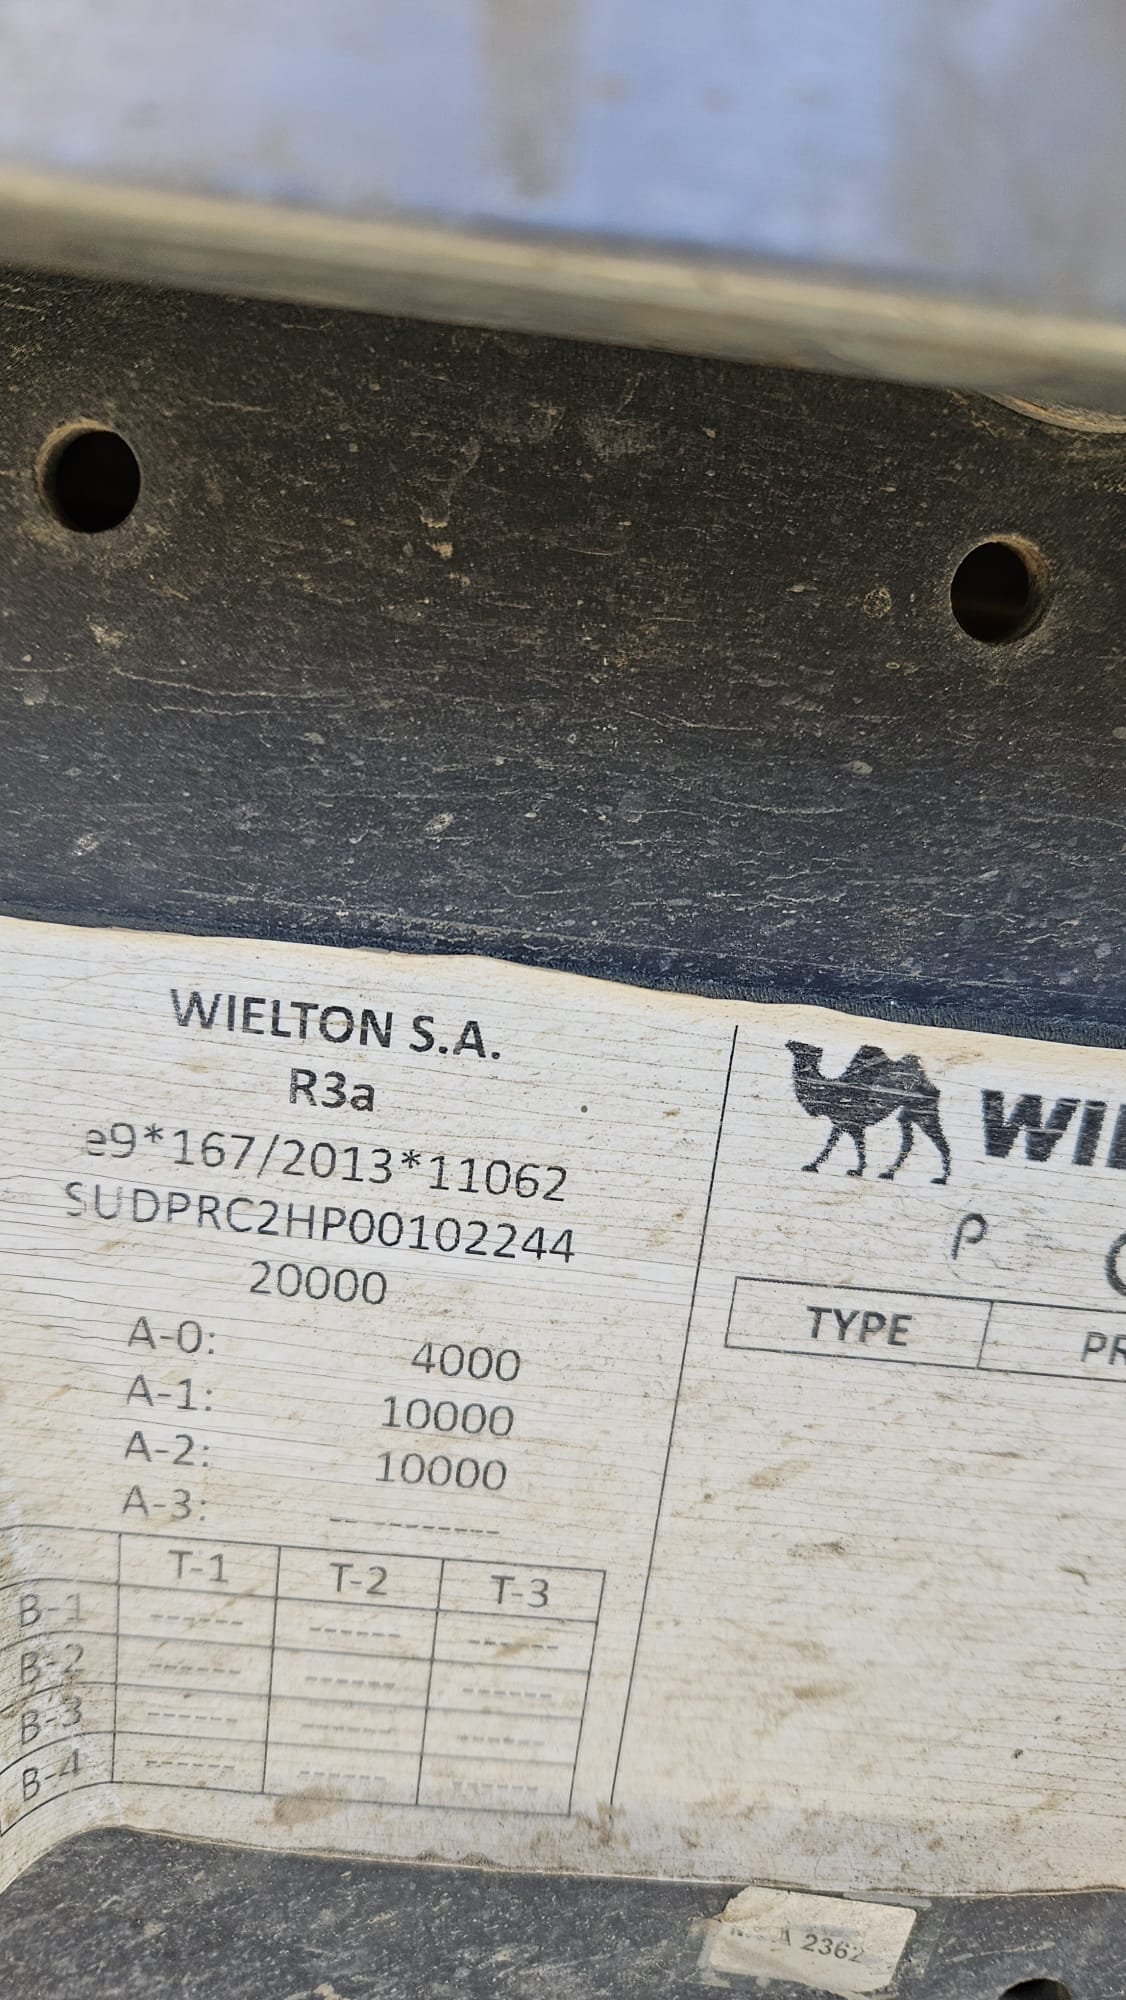 WIELTON S.A.
R3a
e9*167/2013*11062
SUDPRC2HP00102244
20000
A-0: 4000
A-1: 10000
A-2: 10000
A-3: ----------
T-1 T-2 T-3
B-1 ------ ------ ------
B-2 ------ ------ ------
B-3 ------ ------ ------
B-4 ------ ------ ------
TYPE
2362